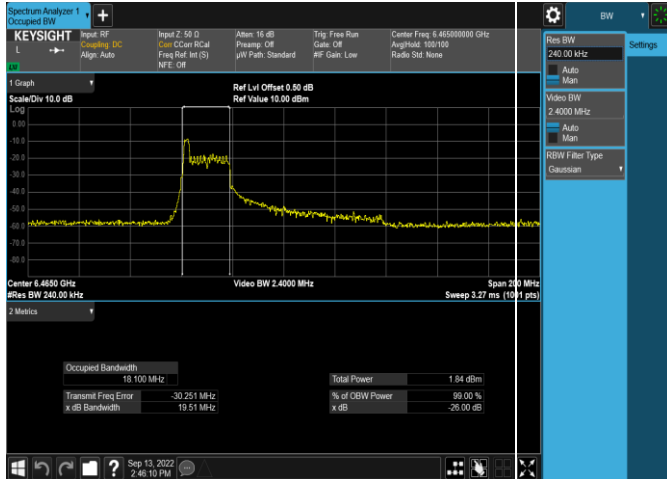 Spectrum Analyzer 1
Occupied BW
KEYSIGHT
L
Input: RF
Coupling: DC
Align: Auto
Input Z: 50 Ω
Corr CCorr RCal
Freq Ref: Int (S)
NFE: Off
Atten: 16 dB
Preamp: Off
µW Path: Standard
Trig: Free Run
Gate: Off
#IF Gain: Low
Center Freq: 6.465000000 GHz
Avg|Hold: 100/100
Radio Std: None
1 Graph
Scale/Div 10.0 dB
Ref Lvl Offset 0.50 dB
Ref Value 10.00 dBm
Log
0.00
-10.0
-20.0
-30.0
-40.0
-50.0
-60.0
-70.0
-80.0
Center 6.4650 GHz
#Res BW 240.00 kHz
Video BW 2.4000 MHz
Span 200 MHz
Sweep 3.27 ms (1001 pts)
2 Metrics
Occupied Bandwidth
18.100 MHz
Transmit Freq Error -30.251 MHz
x dB Bandwidth 19.51 MHz
Total Power 1.84 dBm
% of OBW Power 99.00 %
x dB -26.00 dB
Sep 13, 2022
2:46:10 PM
BW
Res BW
240.00 kHz
Auto
Man
Video BW
2.4000 MHz
Auto
Man
RBW Filter Type
Gaussian
Settings